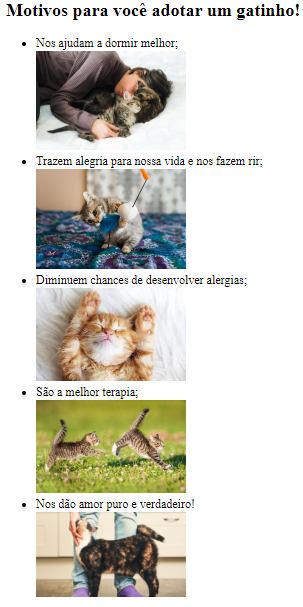 Motivos para você adotar um gatinho!
Nos ajudam a dormir melhor;
Trazem alegria para nossa vida e nos fazem rir;
Diminuem chances de desenvolver alergias;
São a melhor terapia;
Nos dão amor puro e verdadeiro!